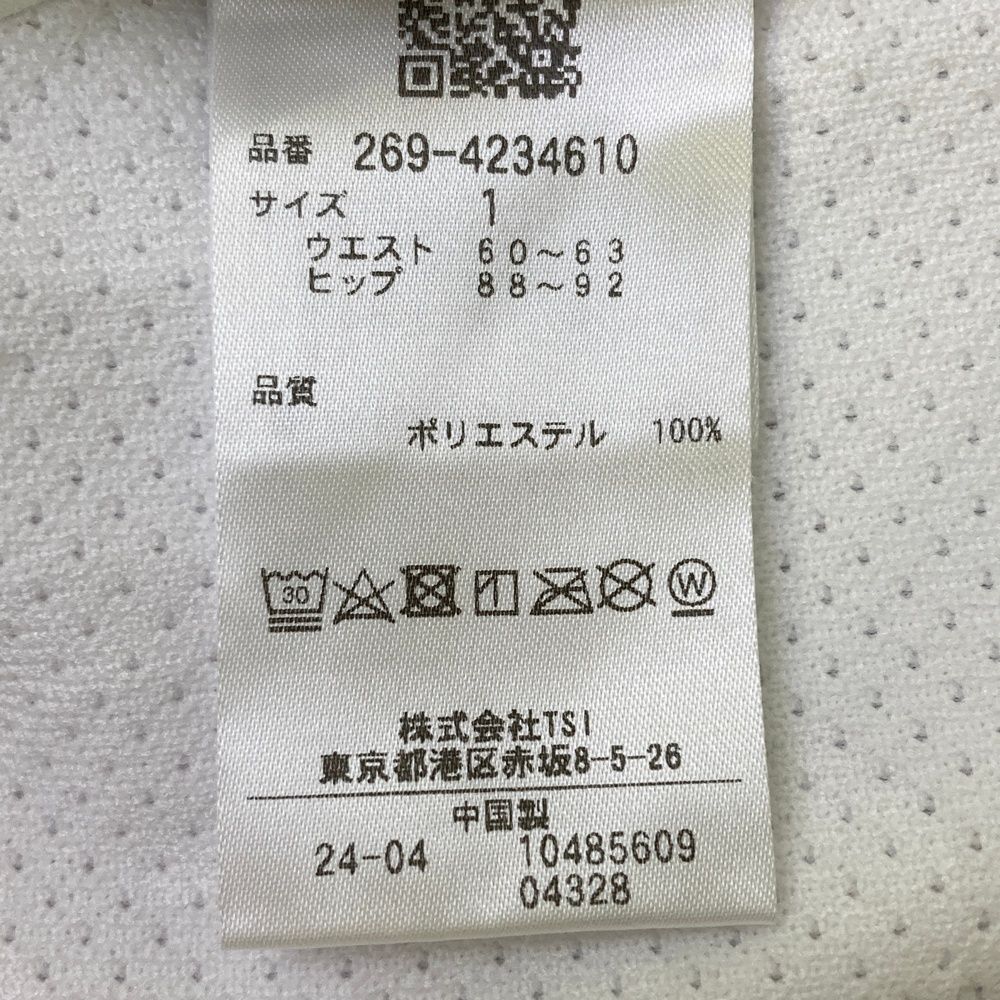 品番 269-4234610
サイズ 1
ウエスト 60～63
ヒップ 88～92
品質
ポリエステル 100%
30 1 W
株式会社TSI
東京都港区赤坂8-5-26
中国製
24-04 10485609
04328